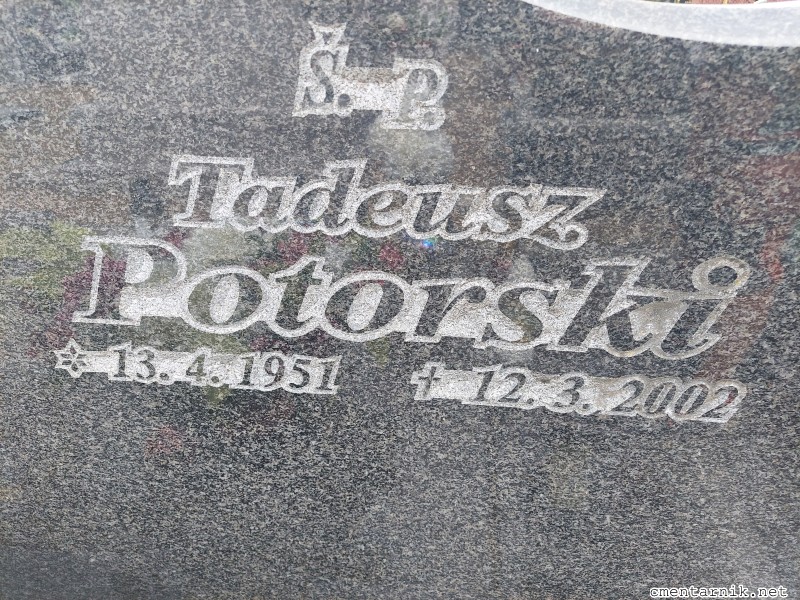 Ś. P.
Tadeusz
Potorski
13. 4. 1951 † 12. 3. 2002
cmentarnik.net